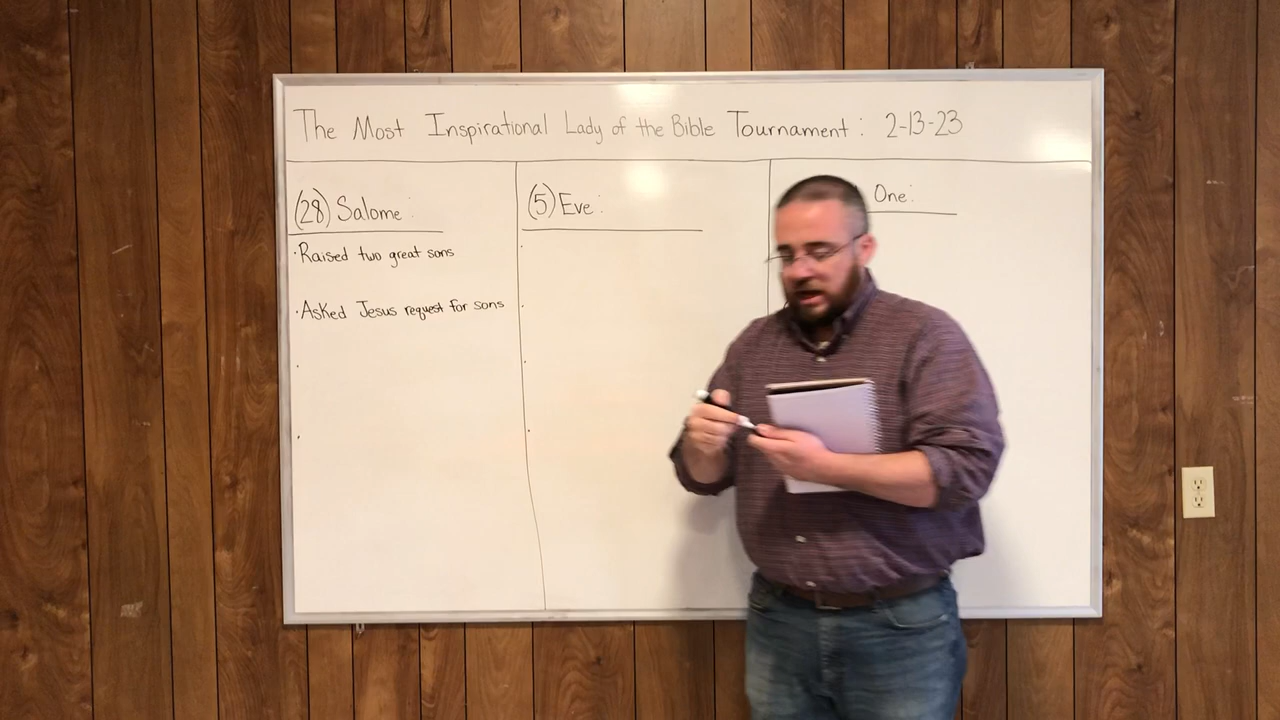 The Most Inspirational Lady of the Bible Tournament: 2-13-23
(28) Salome:
· Raised two great sons
· Asked Jesus request for sons
(5) Eve:
One: